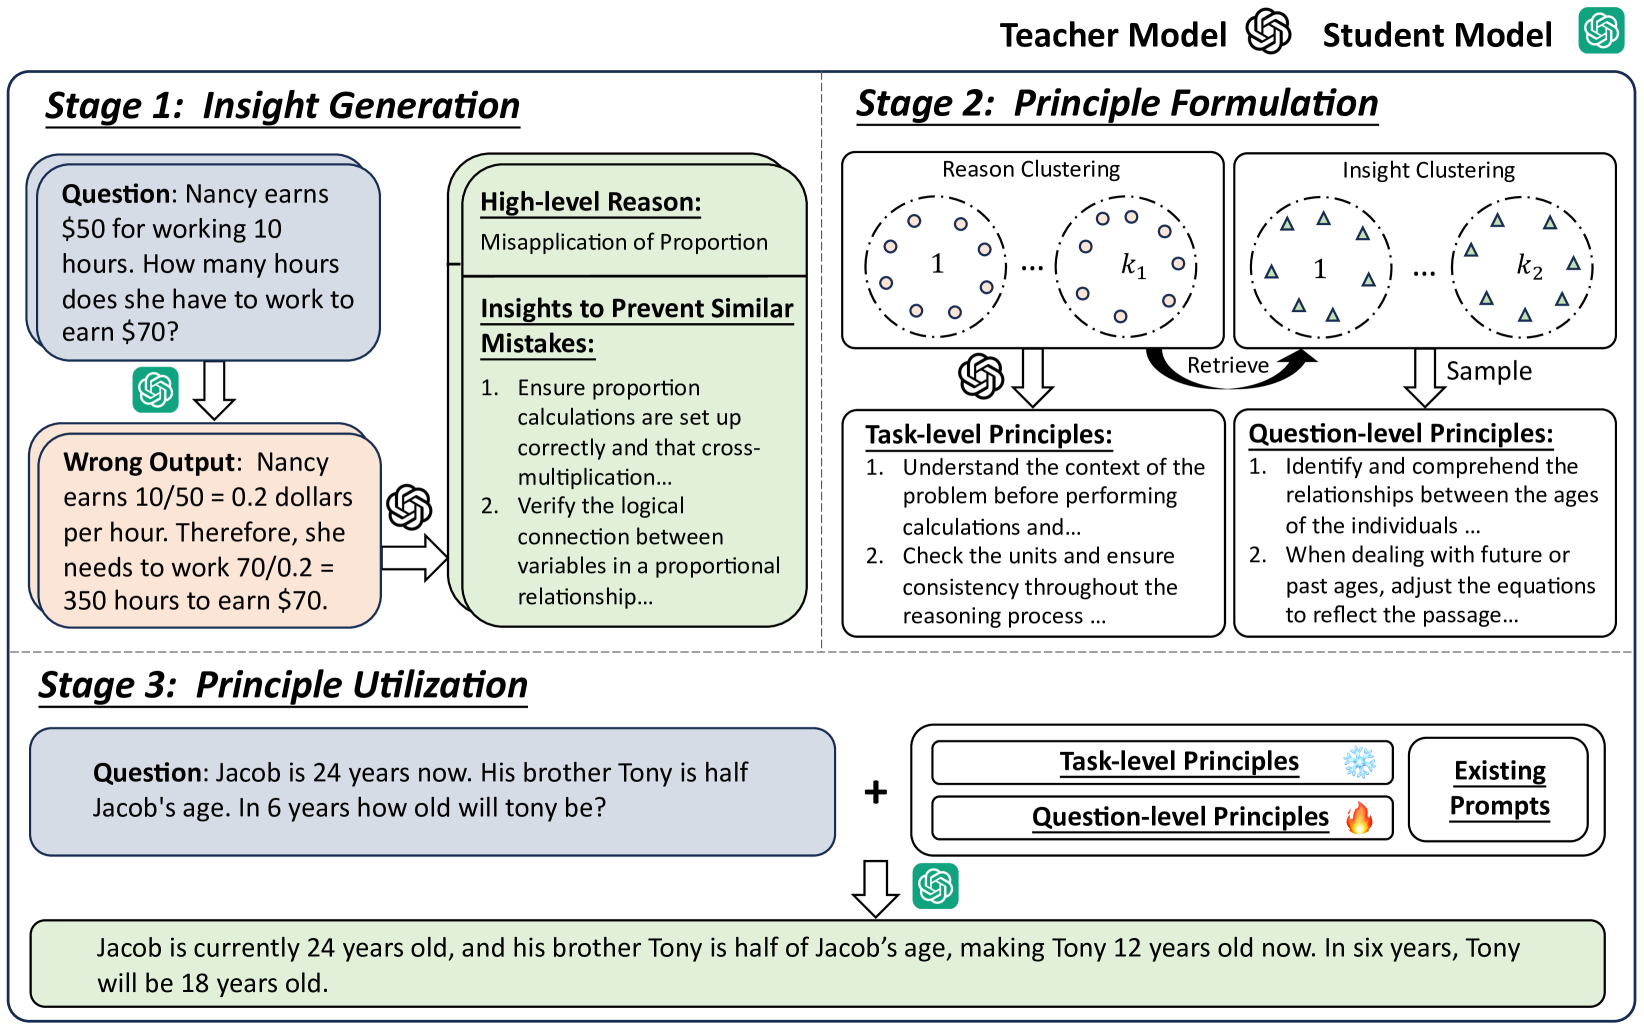 Teacher Model
Student Model
Stage 1: Insight Generation
Question: Nancy earns
$50 for working 10
hours. How many hours
does she have to work to
earn $70?
Wrong Output: Nancy
earns 10/50 = 0.2 dollars
per hour. Therefore, she
needs to work 70/0.2 =
350 hours to earn $70.
High-level Reason:
Misapplication of Proportion
Insights to Prevent Similar
Mistakes:
1. Ensure proportion
calculations are set up
correctly and that cross-
multiplication...
2. Verify the logical
connection between
variables in a proportional
relationship...
Stage 2: Principle Formulation
Reason Clustering
1
...
k₁
Insight Clustering
1
...
k₂
Retrieve
Sample
Task-level Principles:
1. Understand the context of the
problem before performing
calculations and...
2. Check the units and ensure
consistency throughout the
reasoning process ...
Question-level Principles:
1. Identify and comprehend the
relationships between the ages
of the individuals ...
2. When dealing with future or
past ages, adjust the equations
to reflect the passage...
Stage 3: Principle Utilization
Question: Jacob is 24 years now. His brother Tony is half
Jacob's age. In 6 years how old will tony be?
+
Task-level Principles
Question-level Principles
Existing
Prompts
Jacob is currently 24 years old, and his brother Tony is half of Jacob’s age, making Tony 12 years old now. In six years, Tony
will be 18 years old.